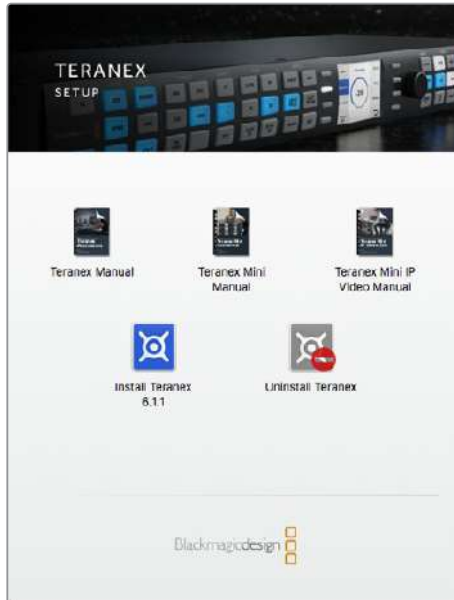 TERANEX
SETUP
Teranex Manual
Teranex Mini
Manual
Teranex Mini IP
Video Manual
Install Teranex
6.1.1
Uninstall Teranex
Blackmagicdesign